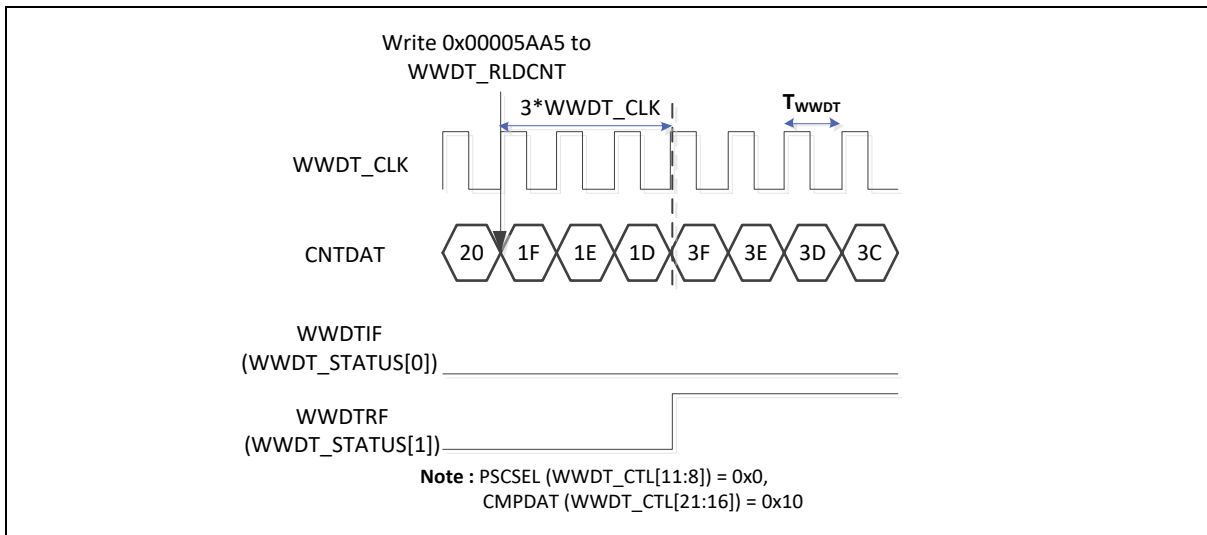 Write 0x00005AA5 to
WWDT_RLDCNT
3*WWDT_CLK
TWWDT
WWDT_CLK
CNTDAT
20 1F 1E 1D 3F 3E 3D 3C
WWDTIF
(WWDT_STATUS[0])
WWDTRF
(WWDT_STATUS[1])
Note : PSCSEL (WWDT_CTL[11:8]) = 0x0,
CMPDAT (WWDT_CTL[21:16]) = 0x10